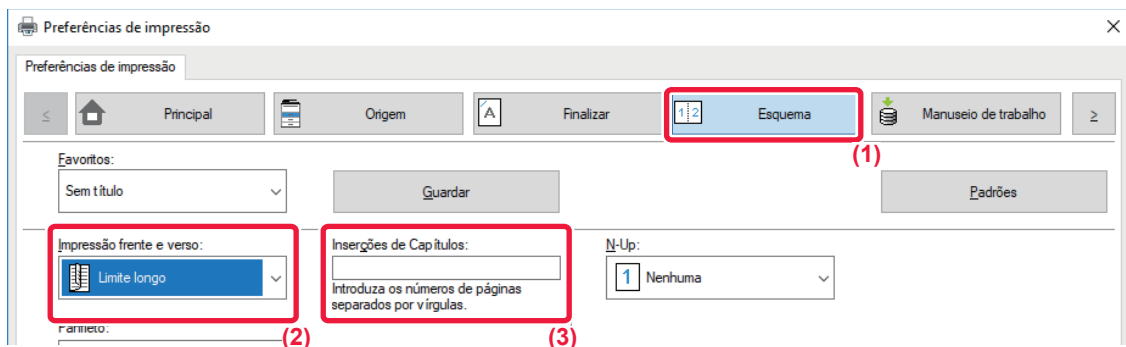 Preferências de impressão
Preferências de impressão
< Principal Origem A Finalizar 1 2 Esquema Manuseio de trabalho >
(1)
Favoritos:
Sem título Guardar Padrões
Impressão frente e verso: Inserções de Capítulos: N-Up:
Limite longo 1 Nenhuma
Introduza os números de páginas
separados por vírgulas.
Panfleto:
(2) (3)